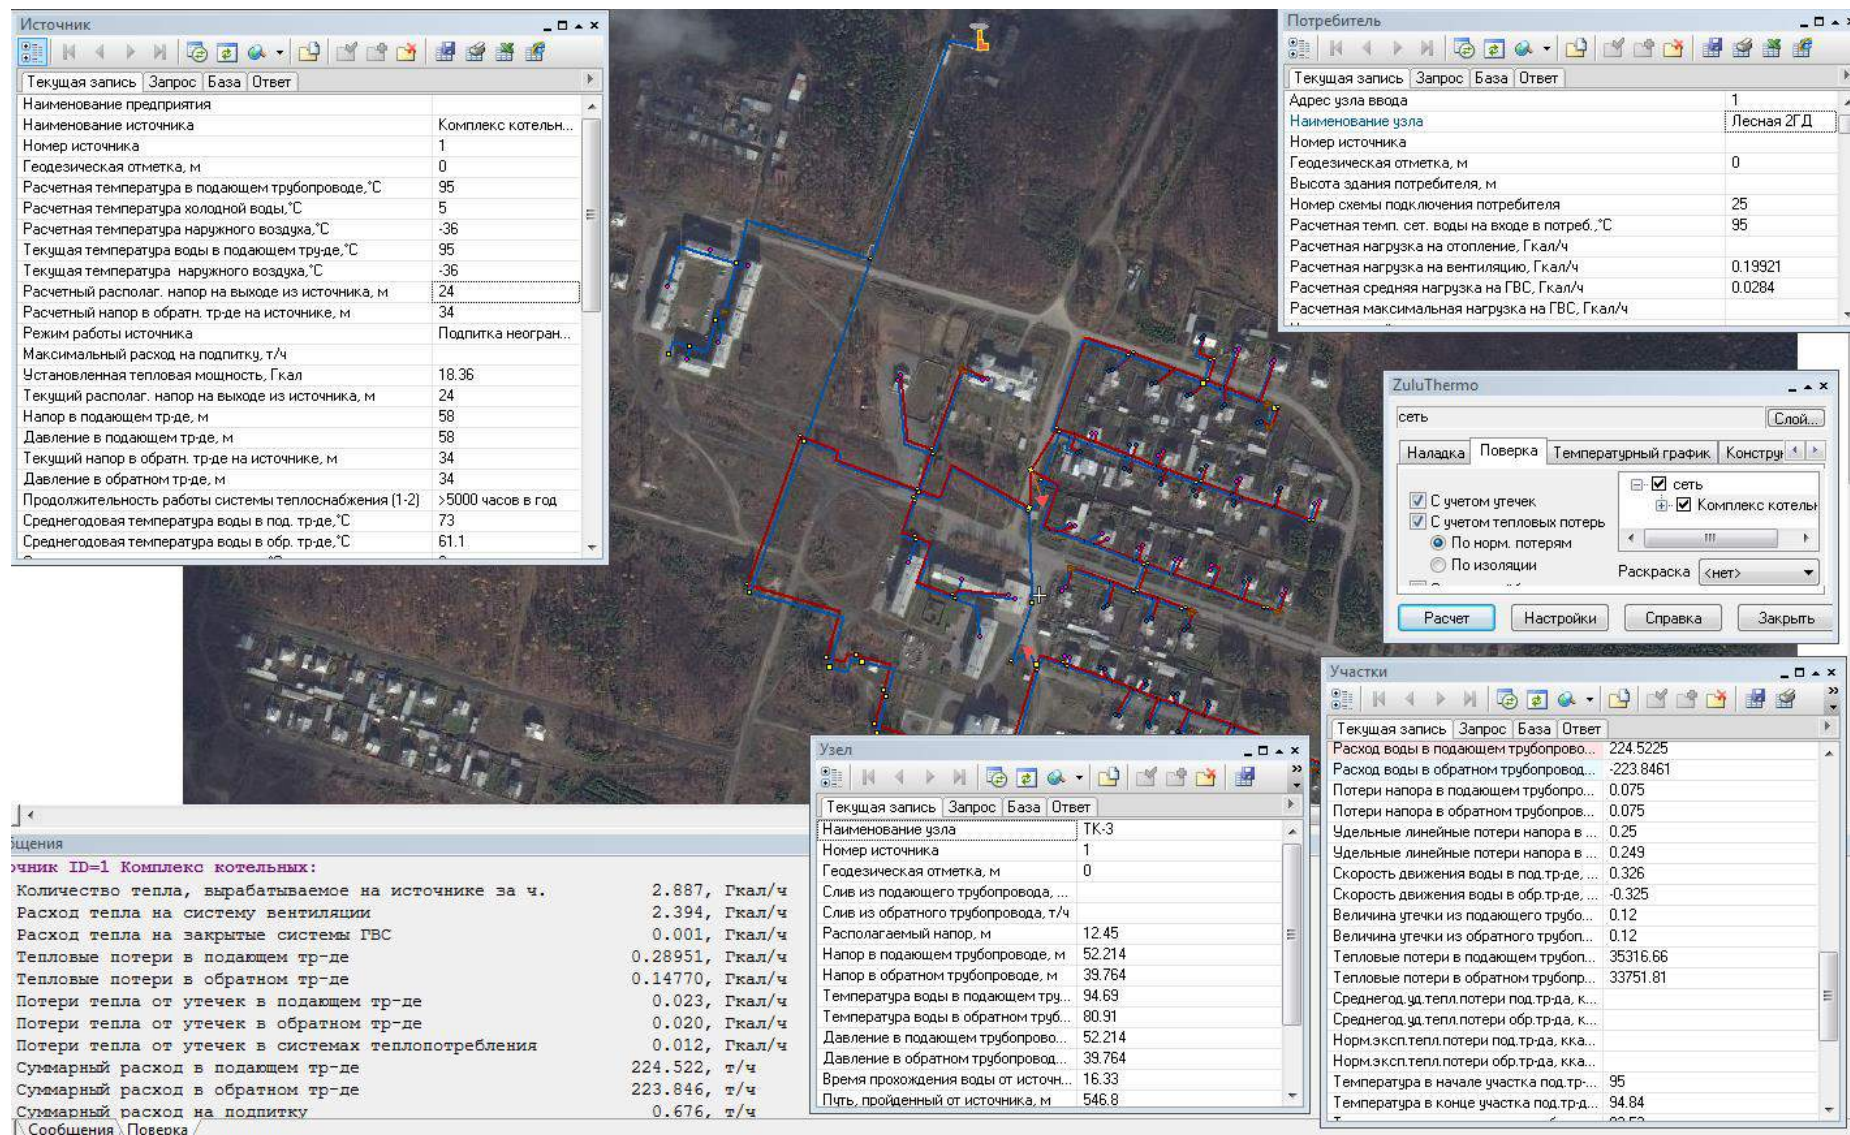 Источник
Текущая запись Запрос База Ответ
Наименование предприятия
Наименование источника Комплекс котельн...
Номер источника 1
Геодезическая отметка, м 0
Расчетная температура в подающем трубопроводе,°C 95
Расчетная температура холодной воды,°C 5
Расчетная температура наружного воздуха,°C -36
Текущая температура воды в подающем тру-де,°C 95
Текущая температура наружного воздуха,°C -36
Расчетный располаг. напор на выходе из источника, м 24
Расчетный напор в обратн. тр-де на источнике, м 34
Режим работы источника Подпитка неогран...
Максимальный расход на подпитку, т/ч
Установленная тепловая мощность, Гкал 18.36
Текущий располаг. напор на выходе из источника, м 24
Напор в подающем тр-де, м 58
Давление в подающем тр-де, м 58
Текущий напор в обратн. тр-де на источнике, м 34
Давление в обратном тр-де, м 34
Продолжительность работы системы теплоснабжения (1-2) >5000 часов в год
Среднегодовая температура воды в под. тр-де,°C 73
Среднегодовая температура воды в обр. тр-де,°C 61.1
Потребитель
Текущая запись Запрос База Ответ
Адрес узла ввода 1
Наименование узла Лесная 2ГД
Номер источника
Геодезическая отметка, м 0
Высота здания потребителя, м
Номер схемы подключения потребителя 25
Расчетная темп. сет. воды на входе в потреб.,°C 95
Расчетная нагрузка на отопление, Гкал/ч
Расчетная нагрузка на вентиляцию, Гкал/ч 0.19921
Расчетная средняя нагрузка на ГВС, Гкал/ч 0.0284
Расчетная максимальная нагрузка на ГВС, Гкал/ч
ZuluThermo
сеть Слой...
Наладка Поверка Температурный график Конструк
С учетом утечек
С учетом тепловых потерь
По норм. потерям
По изоляции
сеть
Комплекс котельн
Раскраска <нет>
Расчет Настройки Справка Закрыть
Участки
Текущая запись Запрос База Ответ
Расход воды в подающем трубопрово... 224.5225
Расход воды в обратном трубопровод... -223.8461
Потери напора в подающем трубопро... 0.075
Потери напора в обратном трубопров... 0.075
Удельные линейные потери напора в ... 0.25
Удельные линейные потери напора в ... 0.249
Скорость движения воды в под.тр-де, ... 0.326
Скорость движения воды в обр.тр-де, ... -0.325
Величина утечки из подающего трубо... 0.12
Величина утечки из обратного трубоп... 0.12
Тепловые потери в подающем трубоп... 35316.66
Тепловые потери в обратном трубопр... 33751.81
Среднегод.уд.тепл.потери под.тр-да, к...
Среднегод.уд.тепл.потери обр.тр-да, к...
Норм.эксп.тепл.потери под.тр-да, кка...
Норм.эксп.тепл.потери обр.тр-да, кка...
Температура в начале участка под.тр-... 95
Температура в конце участка под.тр-д... 94.84
Узел
Текущая запись Запрос База Ответ
Наименование узла ТК-3
Номер источника 1
Геодезическая отметка, м 0
Слив из подающего трубопровода, ...
Слив из обратного трубопровода, т/ч
Располагаемый напор, м 12.45
Напор в подающем трубопроводе, м 52.214
Напор в обратном трубопроводе, м 39.764
Температура воды в подающем тру... 94.69
Температура воды в обратном труб... 80.91
Давление в подающем трубопрово... 52.214
Давление в обратном трубопровод... 39.764
Время прохождения воды от источн... 16.33
Путь, пройденный от источника, м 546.8
бщения
очник ID=1 Комплекс котельных:
Количество тепла, вырабатываемое на источнике за ч. 2.887, Гкал/ч
Расход тепла на систему вентиляции 2.394, Гкал/ч
Расход тепла на закрытые системы ГВС 0.001, Гкал/ч
Тепловые потери в подающем тр-де 0.28951, Гкал/ч
Тепловые потери в обратном тр-де 0.14770, Гкал/ч
Потери тепла от утечек в подающем тр-де 0.023, Гкал/ч
Потери тепла от утечек в обратном тр-де 0.020, Гкал/ч
Потери тепла от утечек в системах теплопотребления 0.012, Гкал/ч
Суммарный расход в подающем тр-де 224.522, т/ч
Суммарный расход в обратном тр-де 223.846, т/ч
Суммарный расход на подпитку 0.676, т/ч
Сообщения Поверка